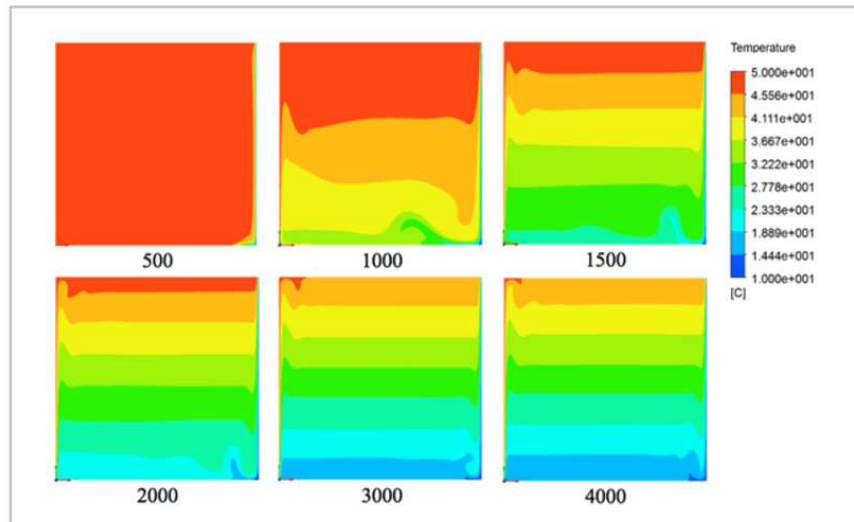 Temperature
5.000e+001
4.556e+001
4.111e+001
3.667e+001
3.222e+001
2.778e+001
2.333e+001
1.889e+001
1.444e+001
1.000e+001
[C]
500
1000
1500
2000
3000
4000